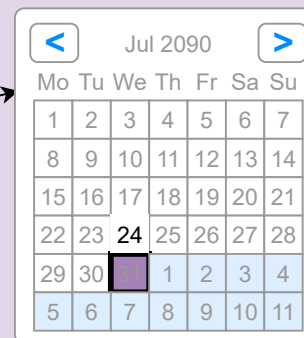 < Jul 2090 >
Mo Tu We Th Fr Sa Su
1 2 3 4 5 6 7
8 9 10 11 12 13 14
15 16 17 18 19 20 21
22 23 24 25 26 27 28
29 30 31 1 2 3 4
5 6 7 8 9 10 11